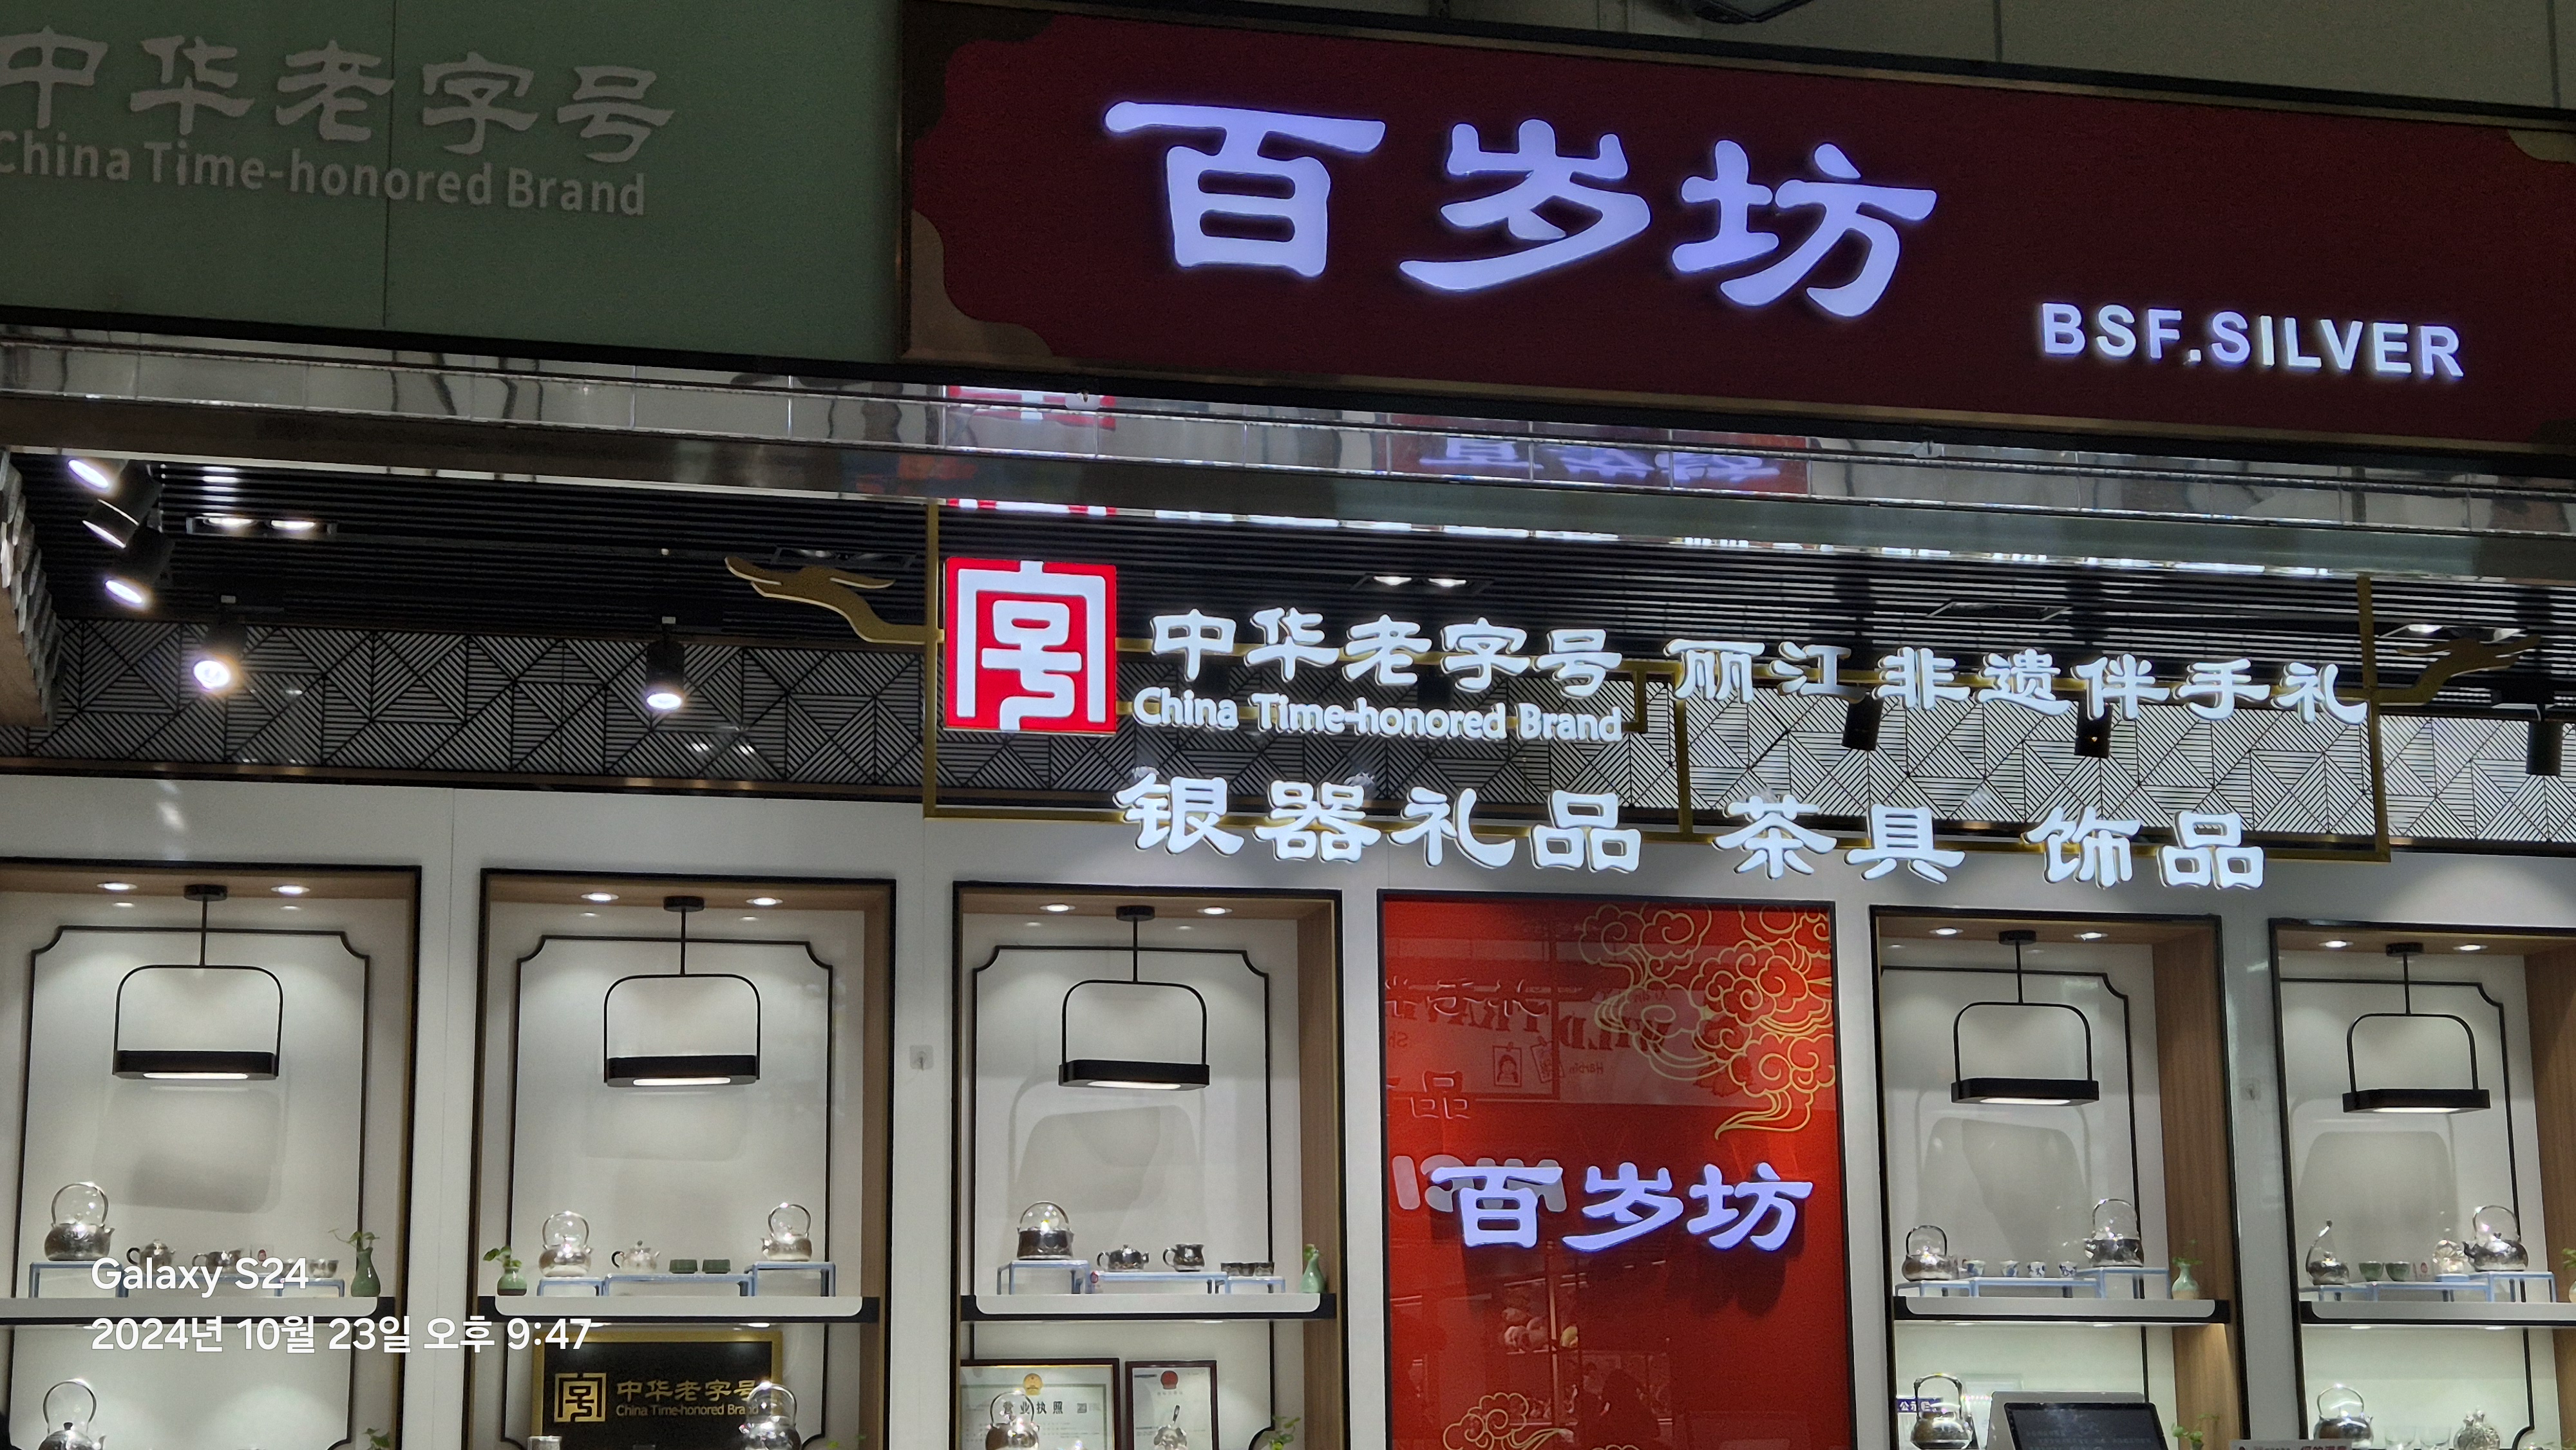 中华老字号
China Time-honored Brand
百岁坊
BSF.SILVER
中华老字号 丽江非遗伴手礼
China Time-honored Brand
银器礼品 茶具 饰品
百岁坊
Galaxy S24
2024년 10월 23일 오후 9:47
中华老字号
China Time-honored Brand
营业执照